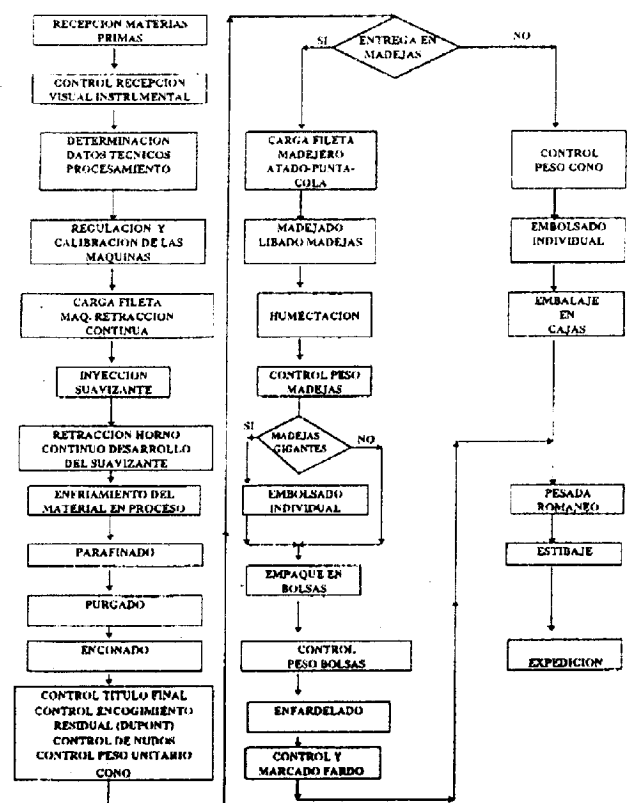 RECEPCION MATERIAS
PRIMAS
CONTROL RECEPCION
VISUAL INSTRUMENTAL
DETERMINACION
DATOS TECNICOS
PROCESAMIENTO
REGULACION Y
CALIBRACION DE LAS
MAQUINAS
CARGA FILETA
MAQ- RETRACCION
CONTINUA
INYECCION
SUAVIZANTE
RETRACCION HORNO
CONTINUO DESARROLLO
DEL SUAVIZANTE
ENFRIAMIENTO DEL
MATERIAL EN PROCESO
PARAFINADO
PURGADO
ENCONADO
CONTROL TITULO FINAL
CONTROL ENCOGIMIENTO
RESIDUAL (DUPONT)
CONTROL DE NUDOS
CONTROL PESO UNITARIO
CONO
ENTREGA EN
MADEJAS
SI
NO
CARGA FILETA
MADEJERO
ATADO-PUNTA-
COLA
MADEJADO
LIBADO MADEJAS
HUMECTACION
CONTROL PESO
MADEJAS
MADEJAS
GIGANTES
SI
NO
EMBOLSADO
INDIVIDUAL
EMPAQUE EN
BOLSAS
CONTROL
PESO BOLSAS
ENFARDELADO
CONTROL Y
MARCADO FARDO
CONTROL
PESO CONO
EMBOLSADO
INDIVIDUAL
EMBALAJE
EN
CAJAS
PESADA
ROMANEO
ESTIBAJE
EXPEDICION